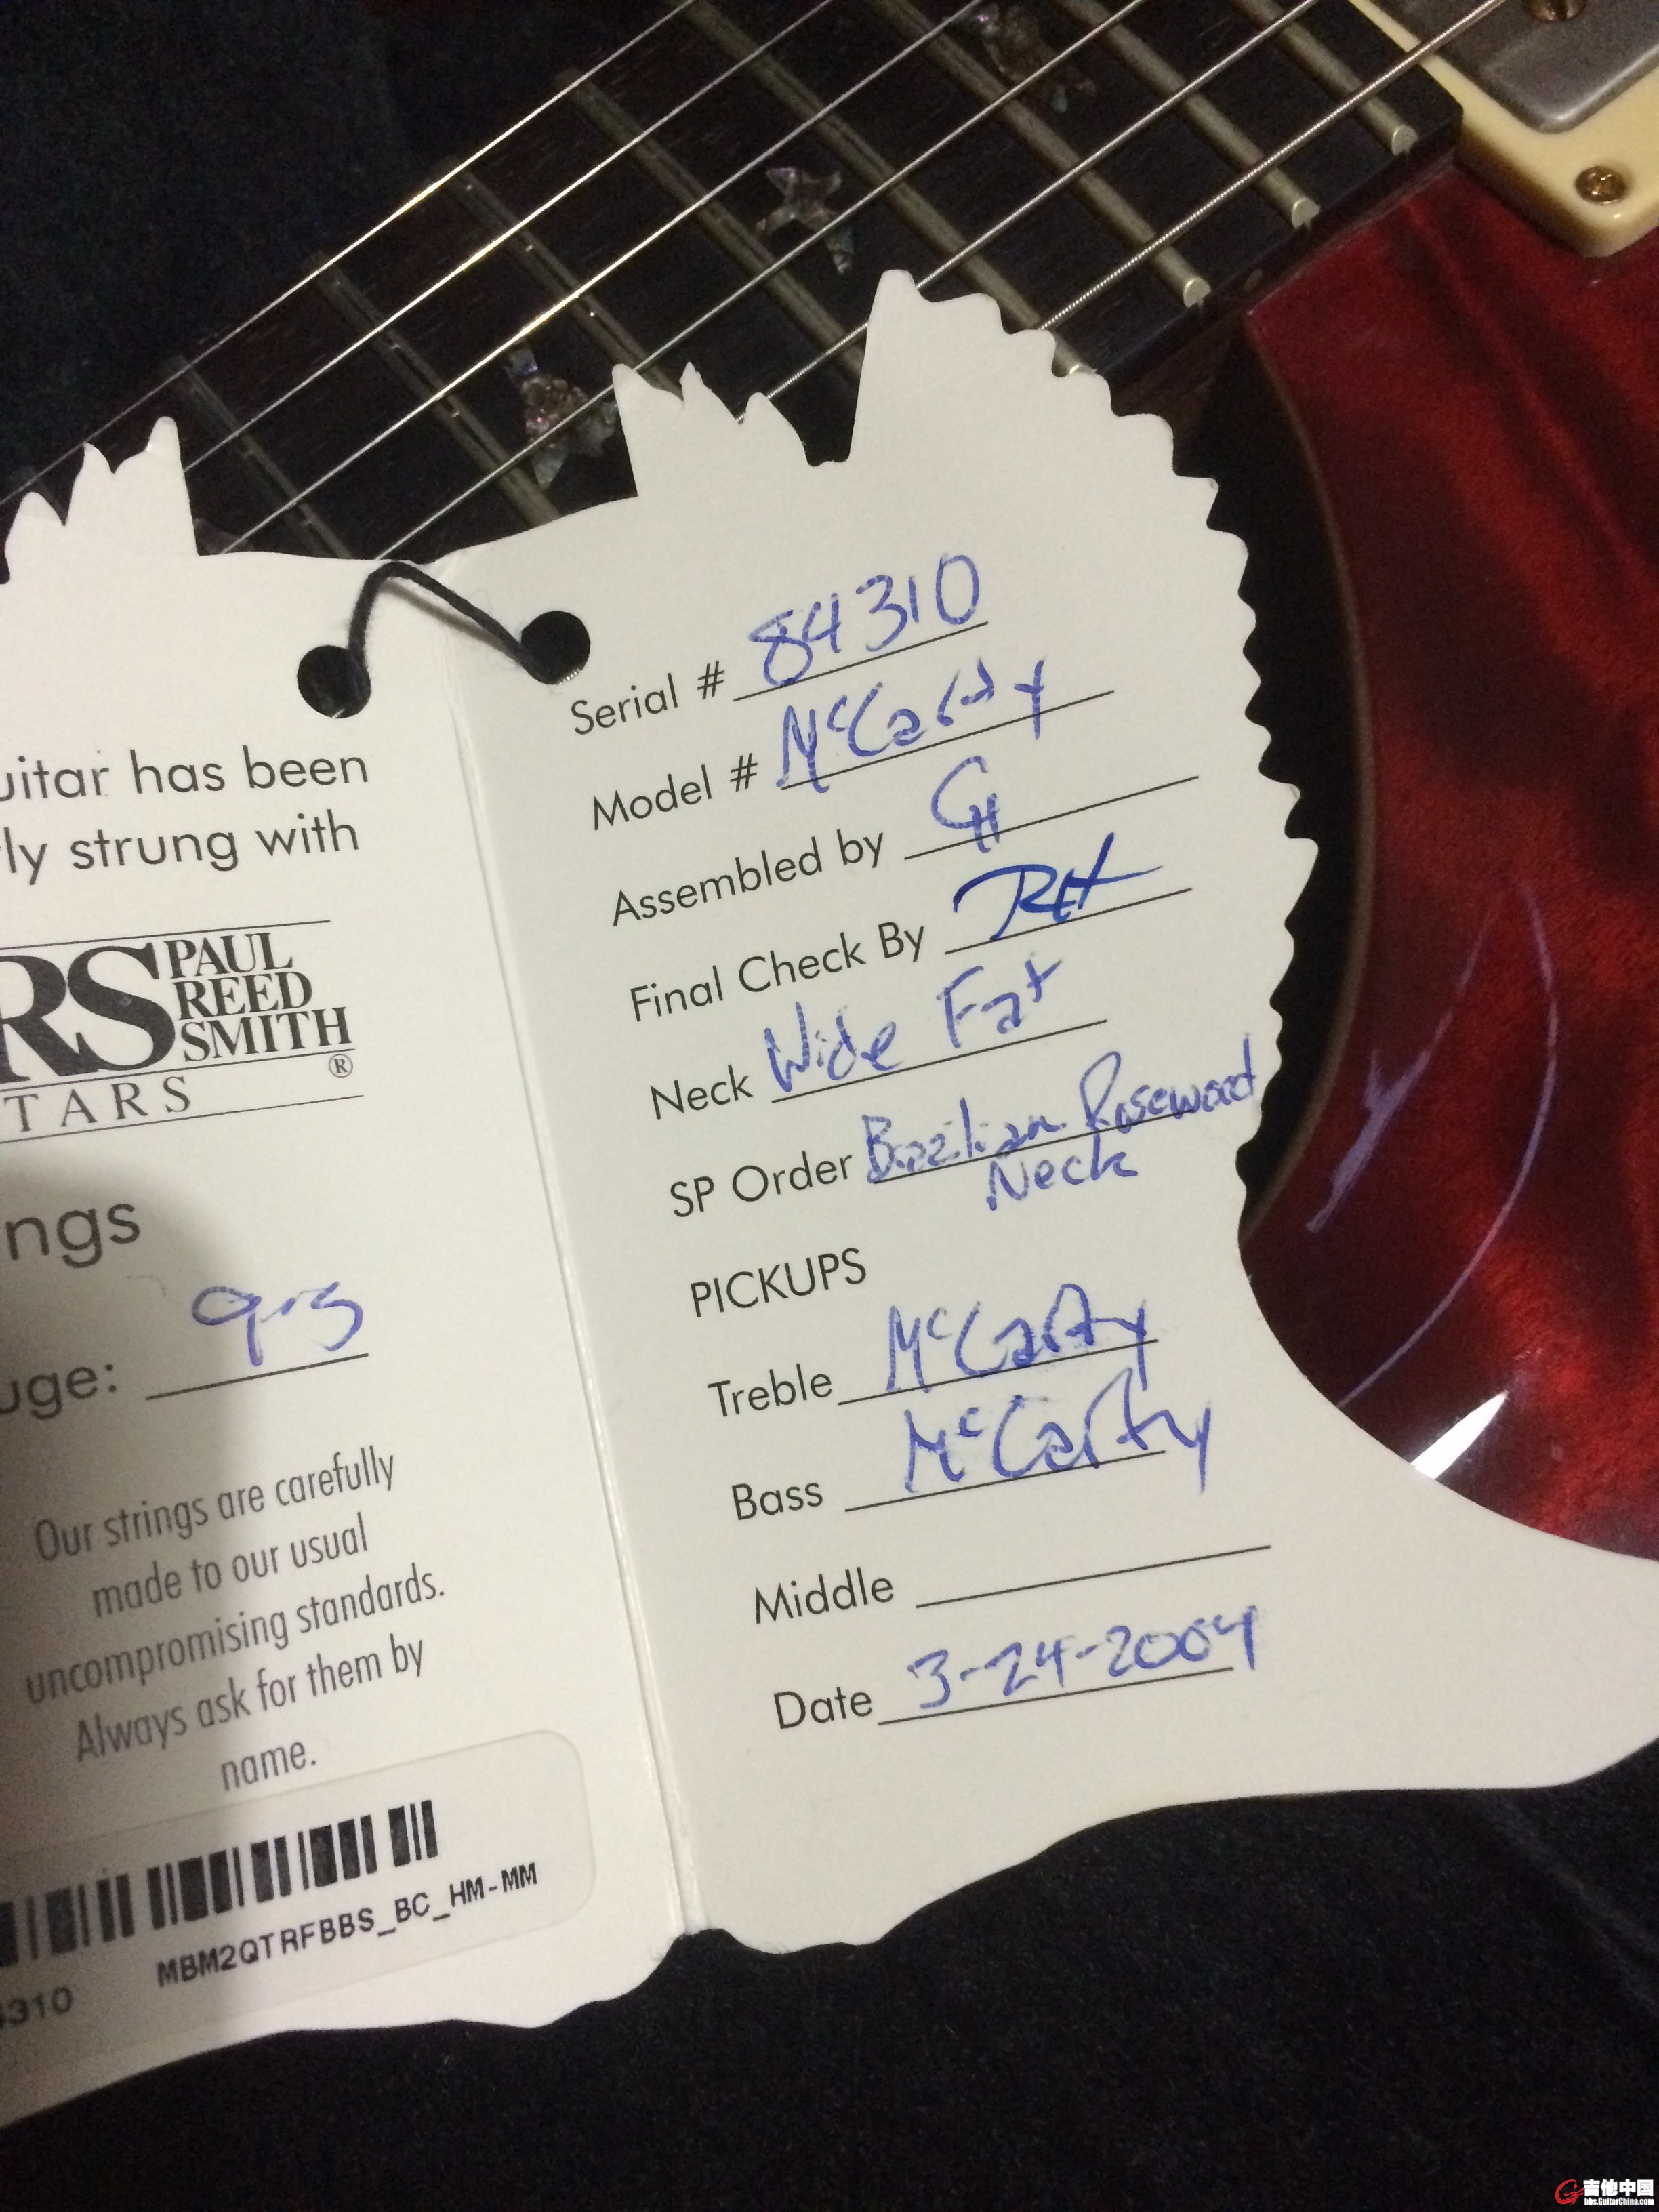 uitar has been
ly strung with
RS PAUL
REED
SMITH
®
TARS
ngs
uge: 9.5
Our strings are carefully
made to our usual
uncompromising standards.
Always ask for them by
name.
310 MBM2QTRFBBS_BC_HM-MM
Serial # 84310
Model # McCarty
Assembled by CH
Final Check By
Neck Wide Fat
SP Order Brazilian Rosewood
Neck
PICKUPS
Treble McCarty
Bass McCarty
Middle
Date 3-24-2004
吉他中国
bbs.GuitarChina.com